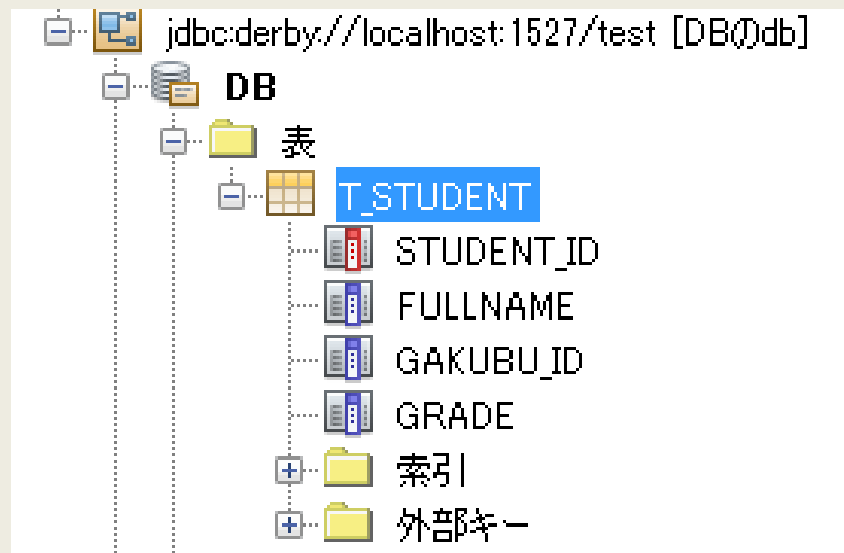 jdbc:derby://localhost:1527/test [DBのdb]
DB
表
T_STUDENT
STUDENT_ID
FULLNAME
GAKUBU_ID
GRADE
索引
外部キー